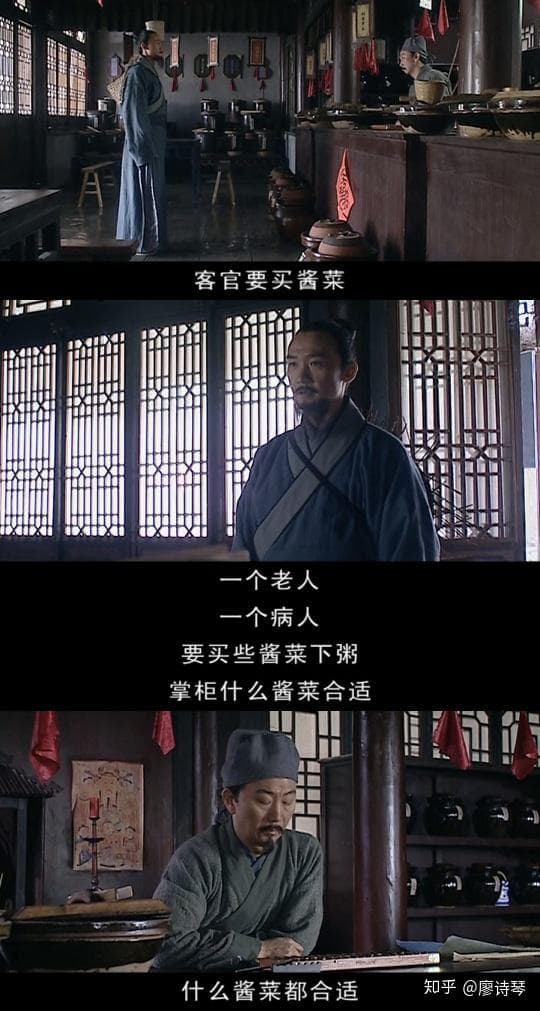 客官要买酱菜
一个老人
一个病人
要买些酱菜下粥
掌柜什么酱菜合适
什么酱菜都合适
知乎 @廖诗琴